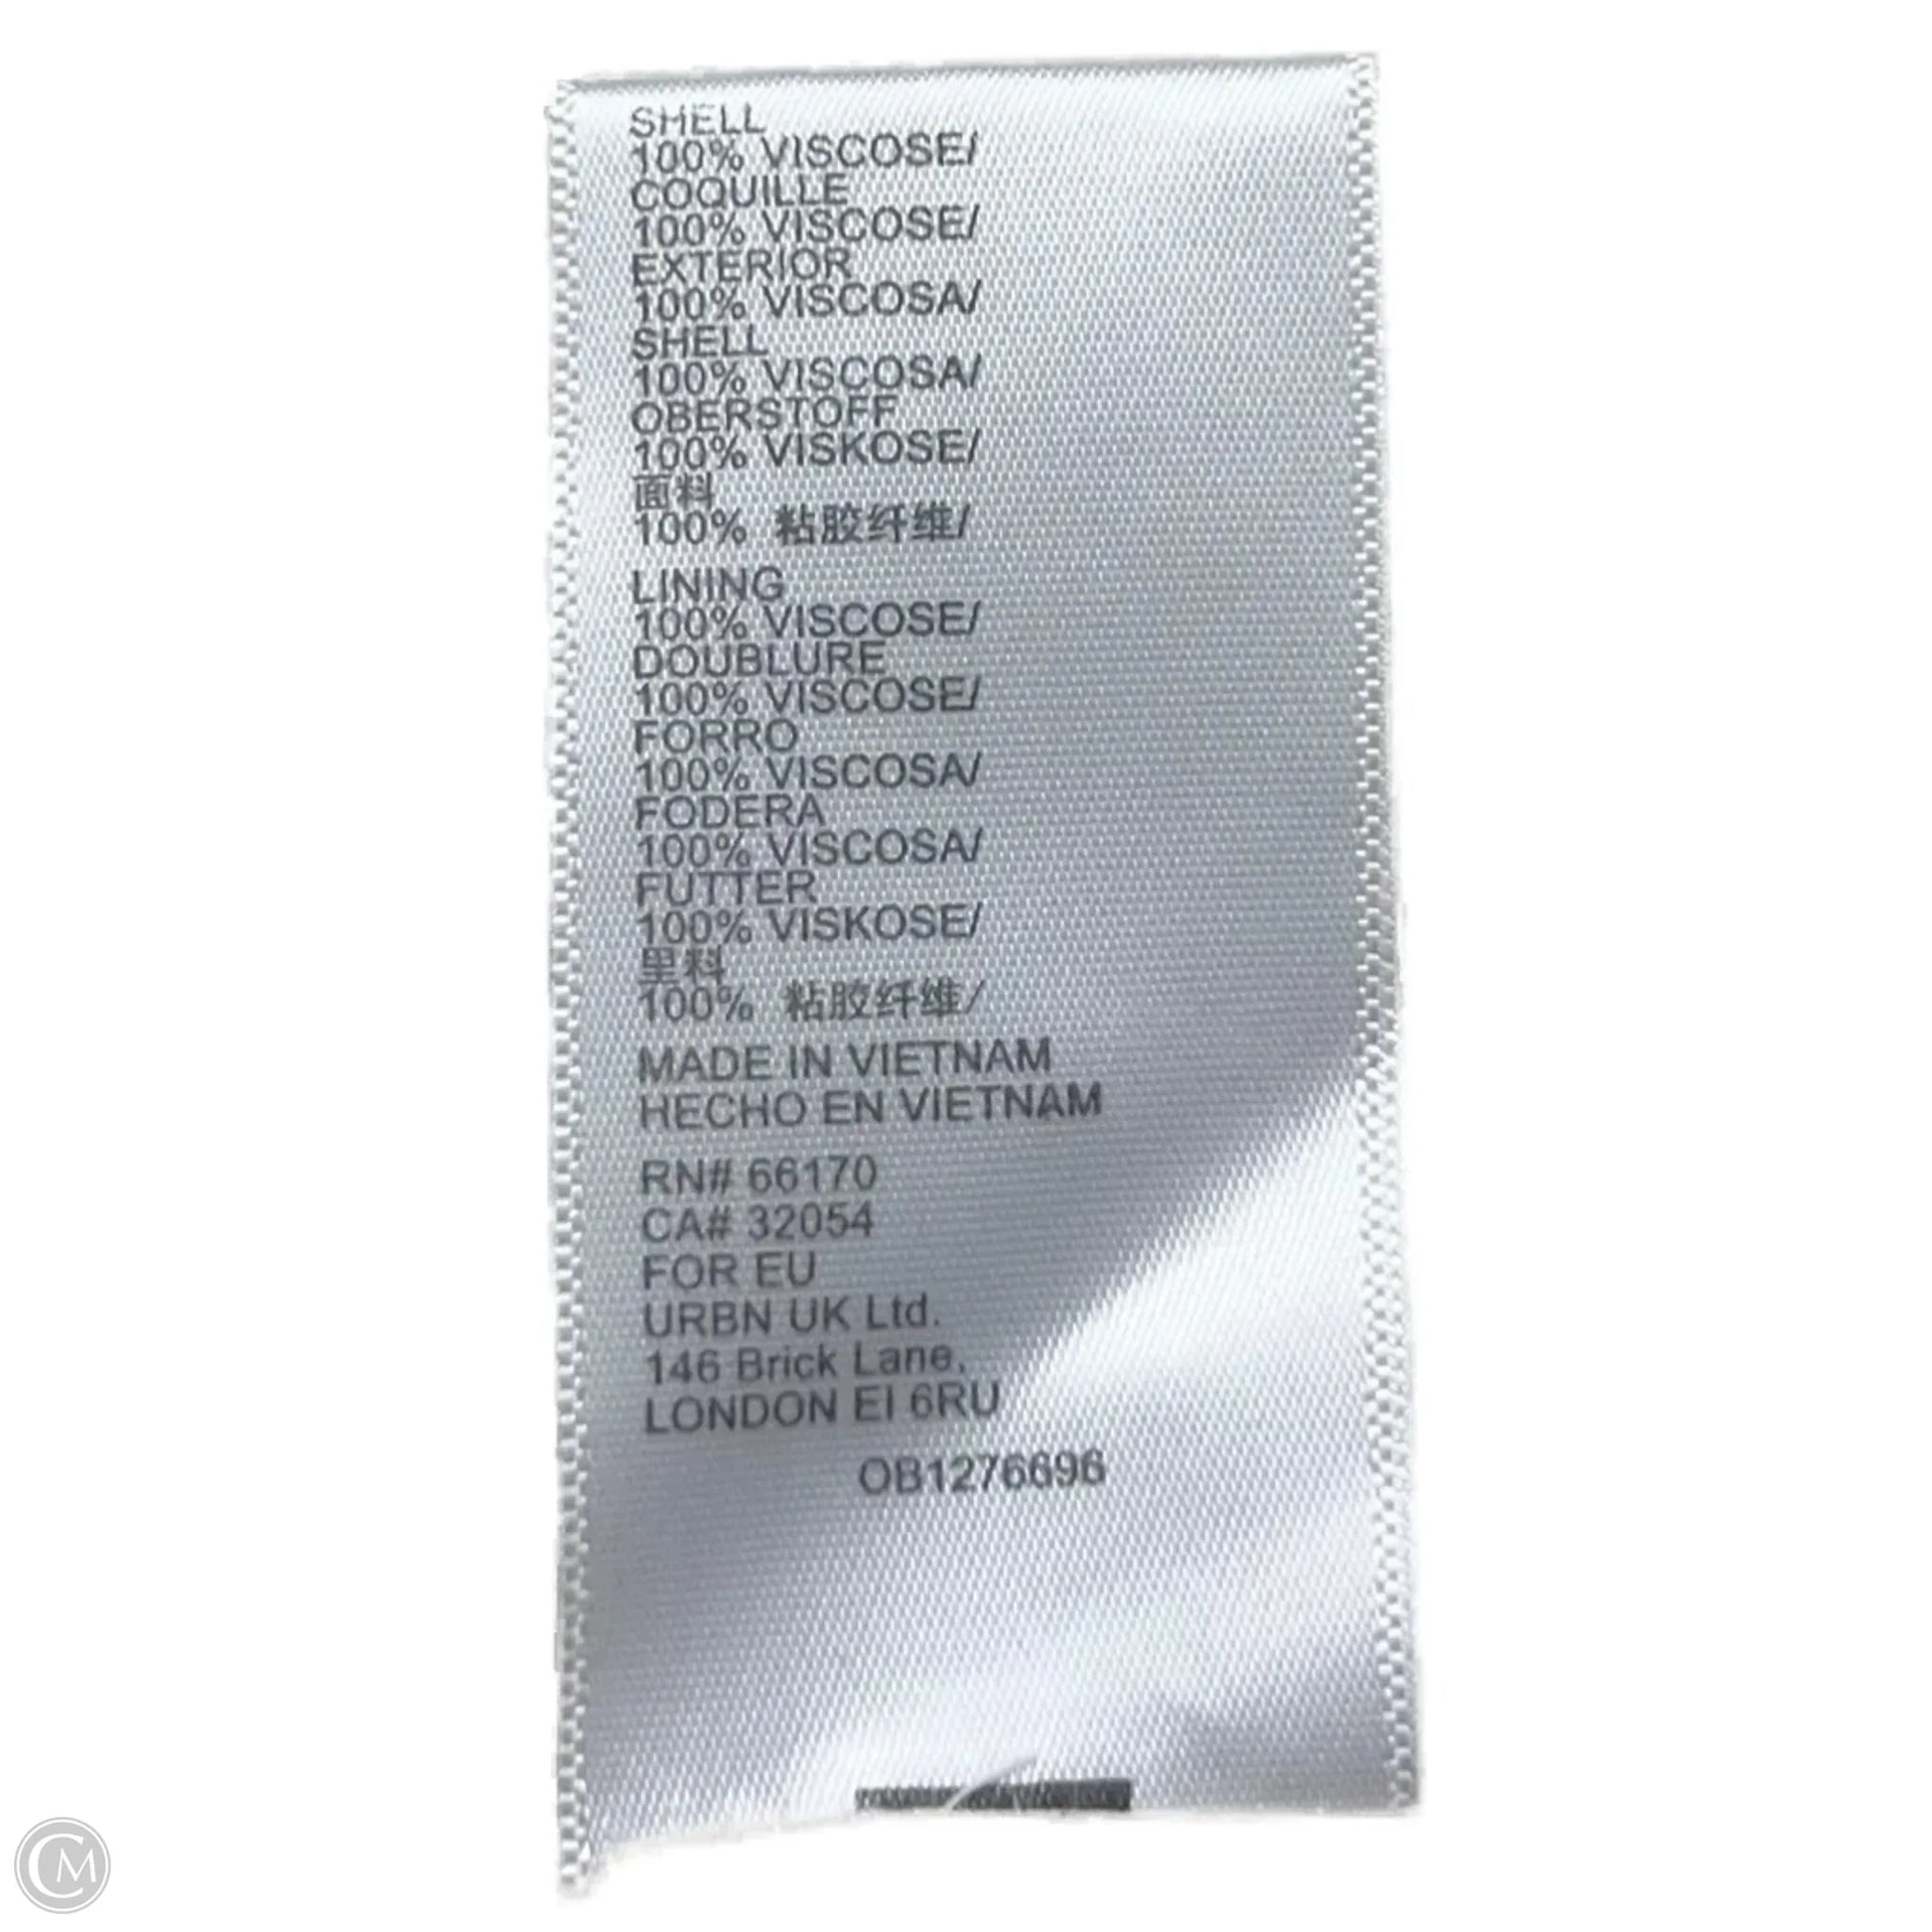 SHELL
100% VISCOSE/
COQUILLE
100% VISCOSE/
EXTERIOR
100% VISCOSA/
SHELL
100% VISCOSA/
OBERSTOFF
100% VISKOSE/
面料
100% 粘胶纤维/
LINING
100% VISCOSE/
DOUBLURE
100% VISCOSE/
FORRO
100% VISCOSA/
FODERA
100% VISCOSA/
FUTTER
100% VISKOSE/
里料
100% 粘胶纤维/
MADE IN VIETNAM
HECHO EN VIETNAM
RN# 66170
CA# 32054
FOR EU
URBN UK Ltd.
146 Brick Lane,
LONDON EI 6RU
OB1276696
CM